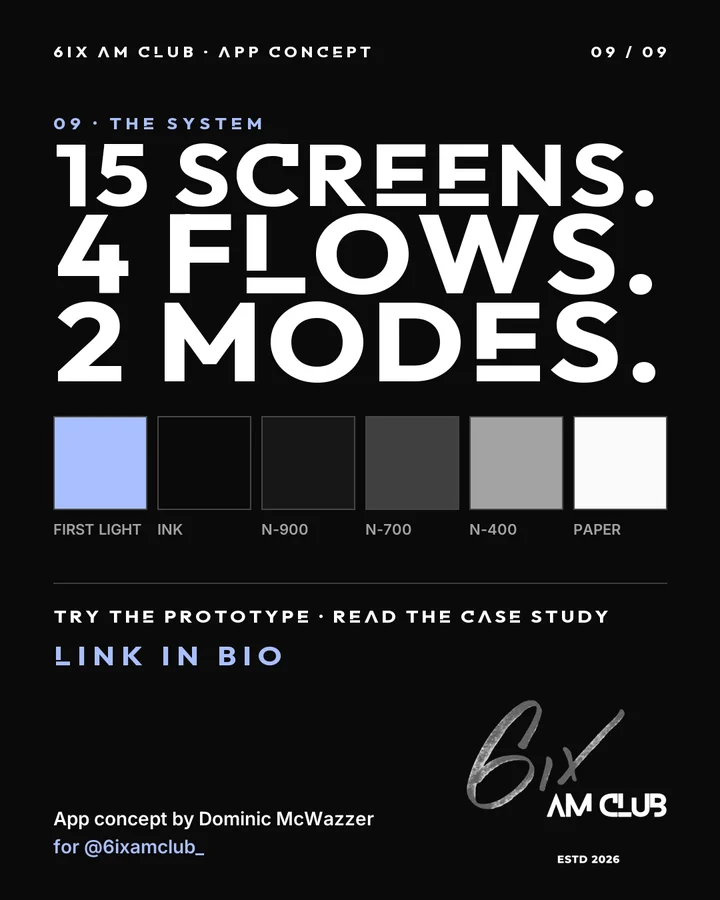 6IX AM CLUB · APP CONCEPT
09 / 09
09 · THE SYSTEM
15 SCREENS.
4 FLOWS.
2 MODES.
FIRST LIGHT
INK
N-900
N-700
N-400
PAPER
TRY THE PROTOTYPE · READ THE CASE STUDY
LINK IN BIO
6ix
AM CLUB
App concept by Dominic McWazzer
for @6ixamclub_
ESTD 2026